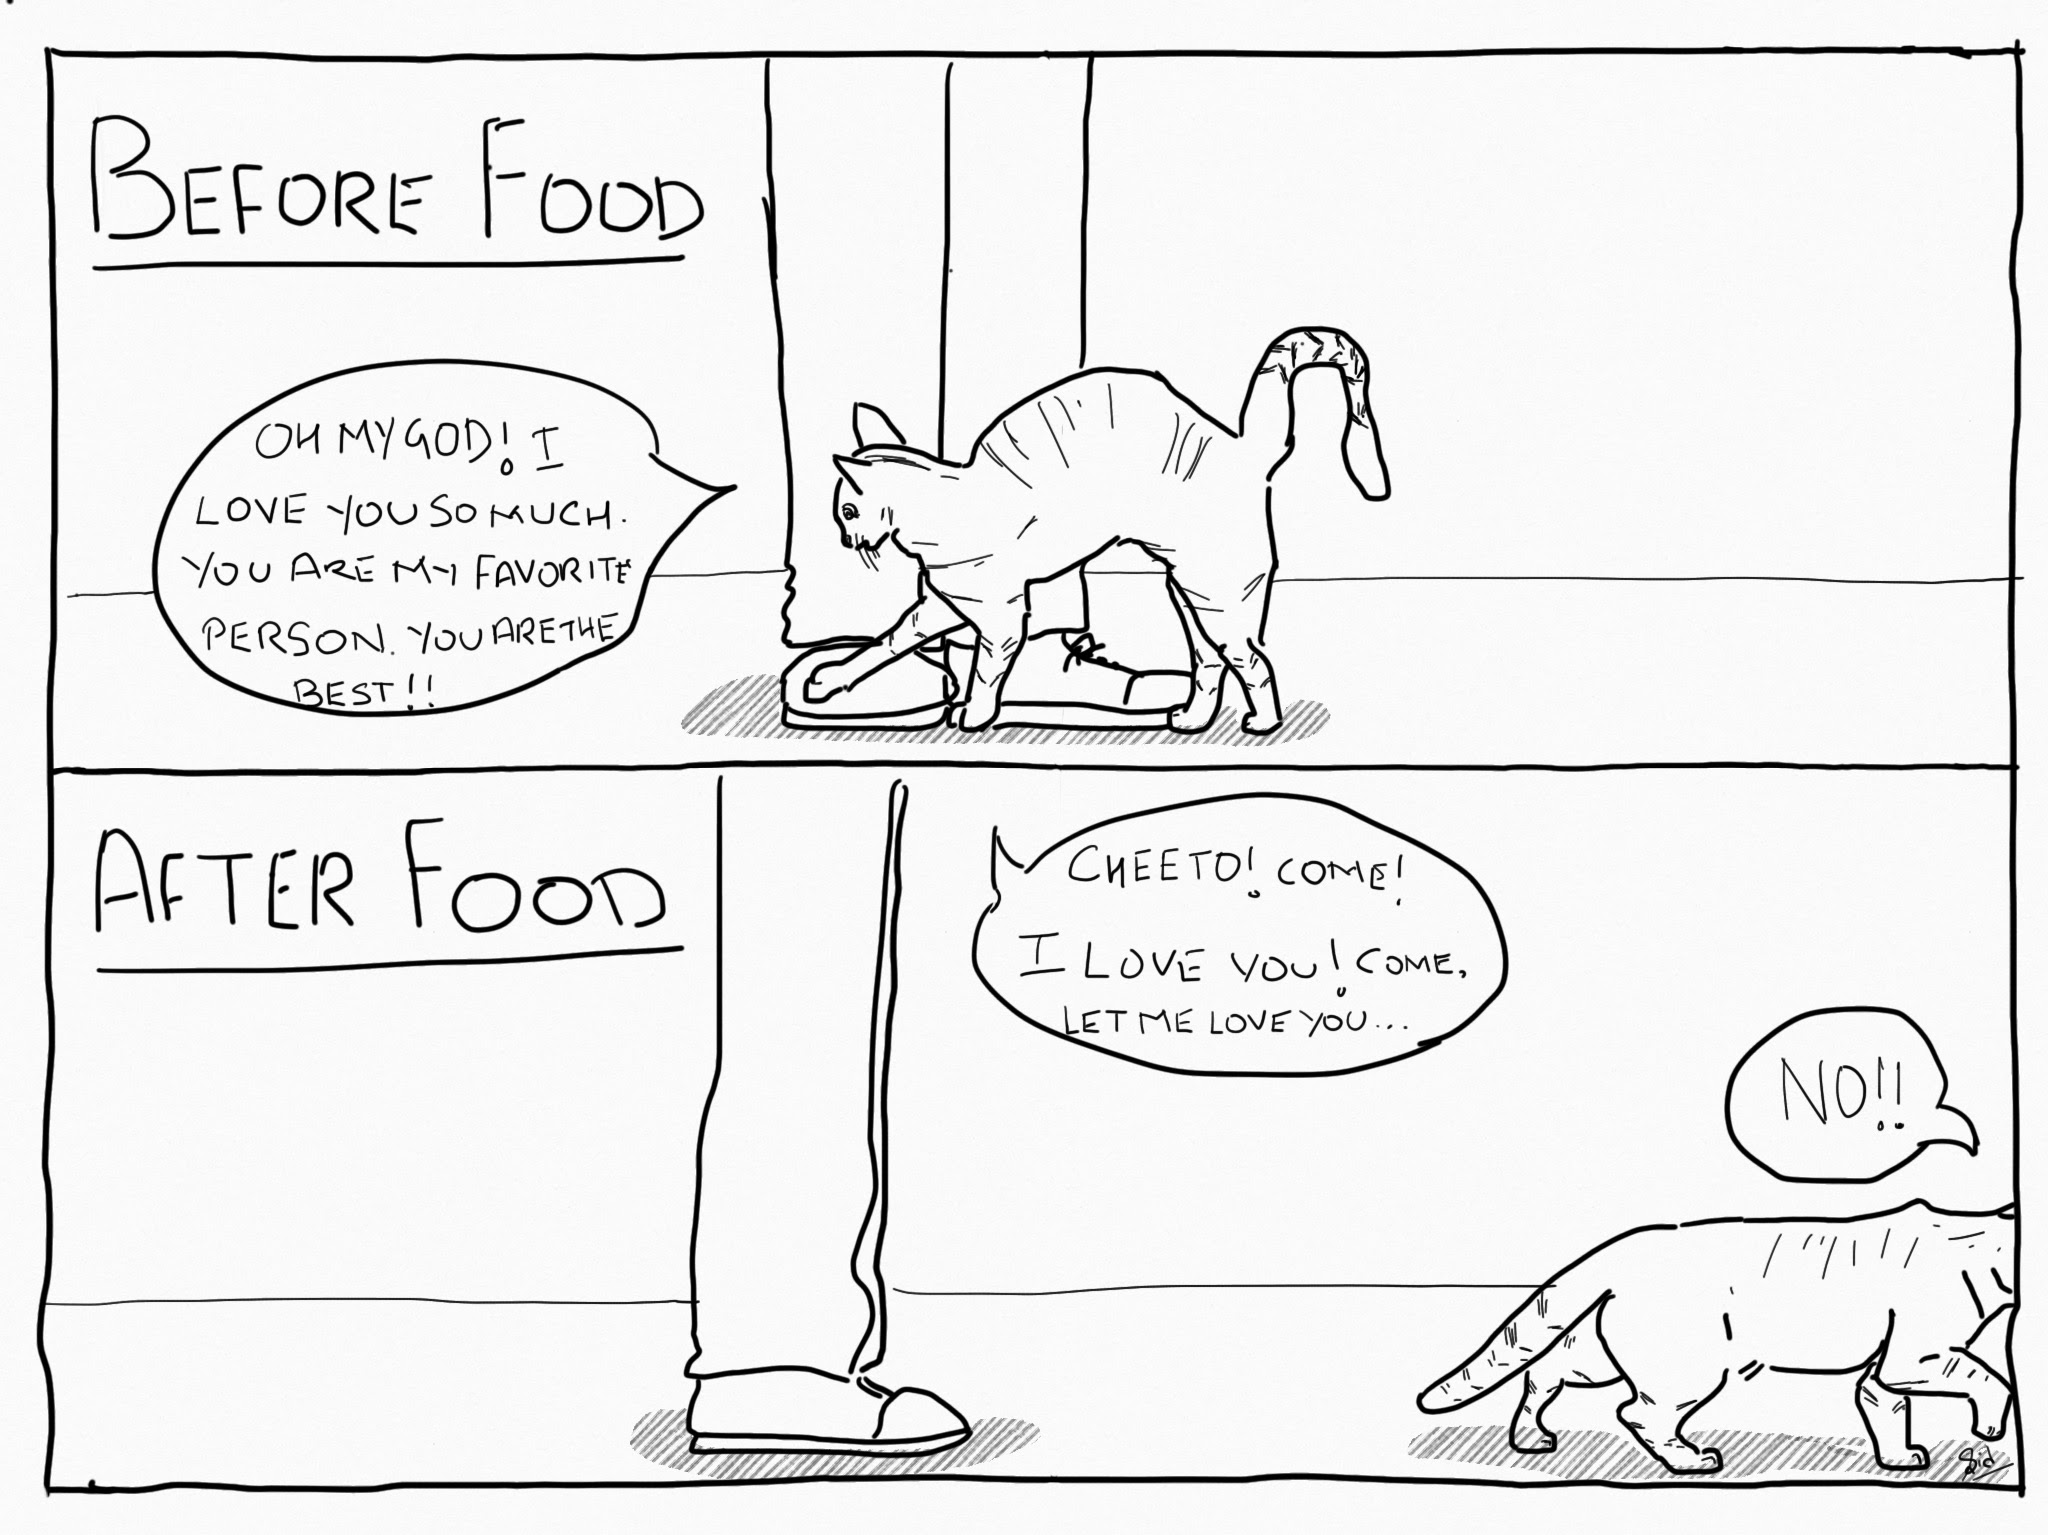 BEFORE FOOD
OH MY GOD! I
LOVE YOU SO MUCH.
YOU ARE MY FAVORITE
PERSON. YOU ARE THE
BEST!!
AFTER FOOD
CHEETO! COME!
I LOVE YOU! COME,
LET ME LOVE YOU...
NO!!
Sid